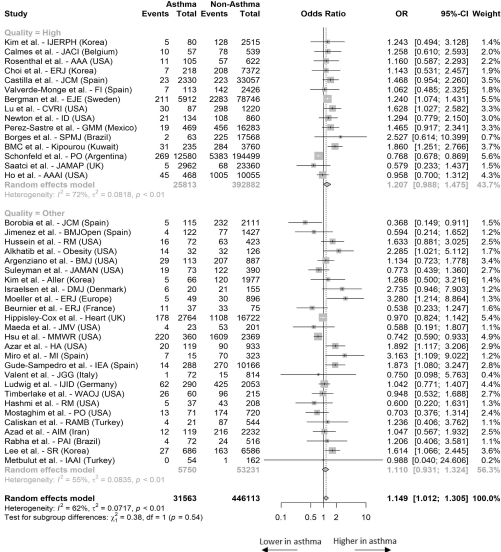 Asthma Non-Asthma
Study Events Patients Events Patients Odds Ratio OR 95%-CI Weight
Quality = High
Kim et al. - IJERPH (Korea) 5 80 128 2515 1.243 [0.494; 3.128] 1.4%
Calmes et al. - JACI (Belgium) 10 57 78 539 1.258 [0.610; 2.593] 1.9%
Rosenthal et al. - AAA (USA) 11 105 57 622 1.160 [0.587; 2.293] 2.1%
Choi et al. - ERJ (Korea) 7 218 208 7372 1.143 [0.531; 2.457] 1.8%
Castilla et al. - JCM (Spain) 23 2330 223 33057 1.468 [0.954; 2.260] 3.4%
Valverde-Monge et al. - FI (Spain) 7 113 142 2426 1.062 [0.485; 2.325] 1.7%
Bergman et al. - EJE (Sweden) 211 5912 2283 78746 1.240 [1.074; 1.431] 5.3%
Lu et al. - CVRI (USA) 30 87 298 1220 1.628 [1.027; 2.582] 3.2%
Newton et al. - ID (USA) 21 134 108 860 1.294 [0.779; 2.150] 2.9%
Perez-Sastre et al. - GMM (Mexico) 19 469 456 16283 1.465 [0.917; 2.341] 3.2%
Borges et al. - SPMJ (Brazil) 2 63 225 17568 2.527 [0.614; 10.399] 0.7%
BMC et al. - Kipourou (Kuwait) 31 235 284 3760 1.860 [1.251; 2.766] 3.6%
Schonfeld et al. - PO (Argentina) 269 12580 5383 194499 0.768 [0.678; 0.869] 5.4%
Saatci et al. - JAMAP (UK) 5 2962 68 23360 0.579 [0.233; 1.437] 1.4%
Ho et al. - AAAI (USA) 45 468 1005 10055 0.958 [0.700; 1.312] 4.1%
Random effects model 25813 392882 1.207 [0.988; 1.475] 43.7%
Heterogeneity: I² = 72%, τ² = 0.0818, p < 0.01
Quality = Other
Borobia et al. - JCM (Spain) 5 115 232 2111 0.368 [0.149; 0.911] 1.4%
Jimenez et al. - BMJOpen (Spain) 4 122 77 1427 0.594 [0.214; 1.652] 1.2%
Hussein et al. - RM (USA) 16 72 63 423 1.633 [0.881; 3.025] 2.4%
Alkhatib et al. - Obesity (USA) 14 32 32 126 2.285 [1.021; 5.112] 1.7%
Argenziano et al. - BMJ (USA) 29 113 207 887 1.134 [0.723; 1.778] 3.3%
Suleyman et al. - JAMAN (USA) 19 73 122 390 0.773 [0.439; 1.360] 2.6%
Kim et al. - Aller (Korea) 5 66 120 1977 1.268 [0.500; 3.216] 1.4%
Israelsen et al. - DMJ (Denmark) 6 20 21 155 2.735 [0.946; 7.903] 1.1%
Moeller et al. - ERJ (Europe) 5 49 30 896 3.280 [1.214; 8.864] 1.2%
Beurnier et al. - ERJ (France) 11 37 33 75 0.538 [0.233; 1.247] 1.6%
Hippisley-Cox et al. - Heart (UK) 178 2764 1108 16722 0.970 [0.824; 1.142] 5.2%
Maeda et al. - JMV (USA) 4 23 53 201 0.588 [0.191; 1.807] 1.0%
Hsu et al. - MMWR (USA) 220 360 1609 2369 0.742 [0.590; 0.933] 4.7%
Azar et al. - HA (USA) 20 119 90 933 1.892 [1.117; 3.206] 2.8%
Miro et al. - MI (Spain) 7 15 70 323 3.163 [1.109; 9.022] 1.1%
Gude-Sampedro et al. - IEA (Spain) 14 288 270 10166 1.873 [1.080; 3.247] 2.7%
Valent et al. - JGG (Italy) 1 72 15 814 0.750 [0.098; 5.763] 0.4%
Ludwig et al. - IJID (Germany) 62 290 425 2053 1.042 [0.771; 1.407] 4.2%
Timberlake et al. - WAOJ (USA) 26 60 96 215 0.948 [0.532; 1.688] 2.6%
Hashmi et al. - RM (USA) 5 37 43 208 0.600 [0.220; 1.631] 1.2%
Mostaghim et al. - PO (USA) 13 71 174 720 0.703 [0.376; 1.314] 2.4%
Caliskan et al. - RAMB (Turkey) 4 21 87 544 1.236 [0.406; 3.762] 1.0%
Azad et al. - AIM (Iran) 12 119 216 2232 1.047 [0.567; 1.932] 2.4%
Rabha et al. - PAI (Brazil) 4 72 24 516 1.206 [0.406; 3.581] 1.1%
Lee et al. - SR (Korea) 27 686 163 6586 1.614 [1.066; 2.445] 3.5%
Metbulut et al. - IAAI (Turkey) 0 54 1 162 0.988 [0.040; 24.606] 0.2%
Random effects model 5750 53231 1.110 [0.931; 1.324] 56.3%
Heterogeneity: I² = 55%, τ² = 0.0835, p < 0.01
Random effects model 31563 446113 1.149 [1.012; 1.305] 100.0%
Heterogeneity: I² = 62%, τ² = 0.0717, p < 0.01
Test for subgroup differences: χ²₁ = 0.38, df = 1 (p = 0.54)
0.1 0.5 1 2 10
Lower in asthma Higher in asthma